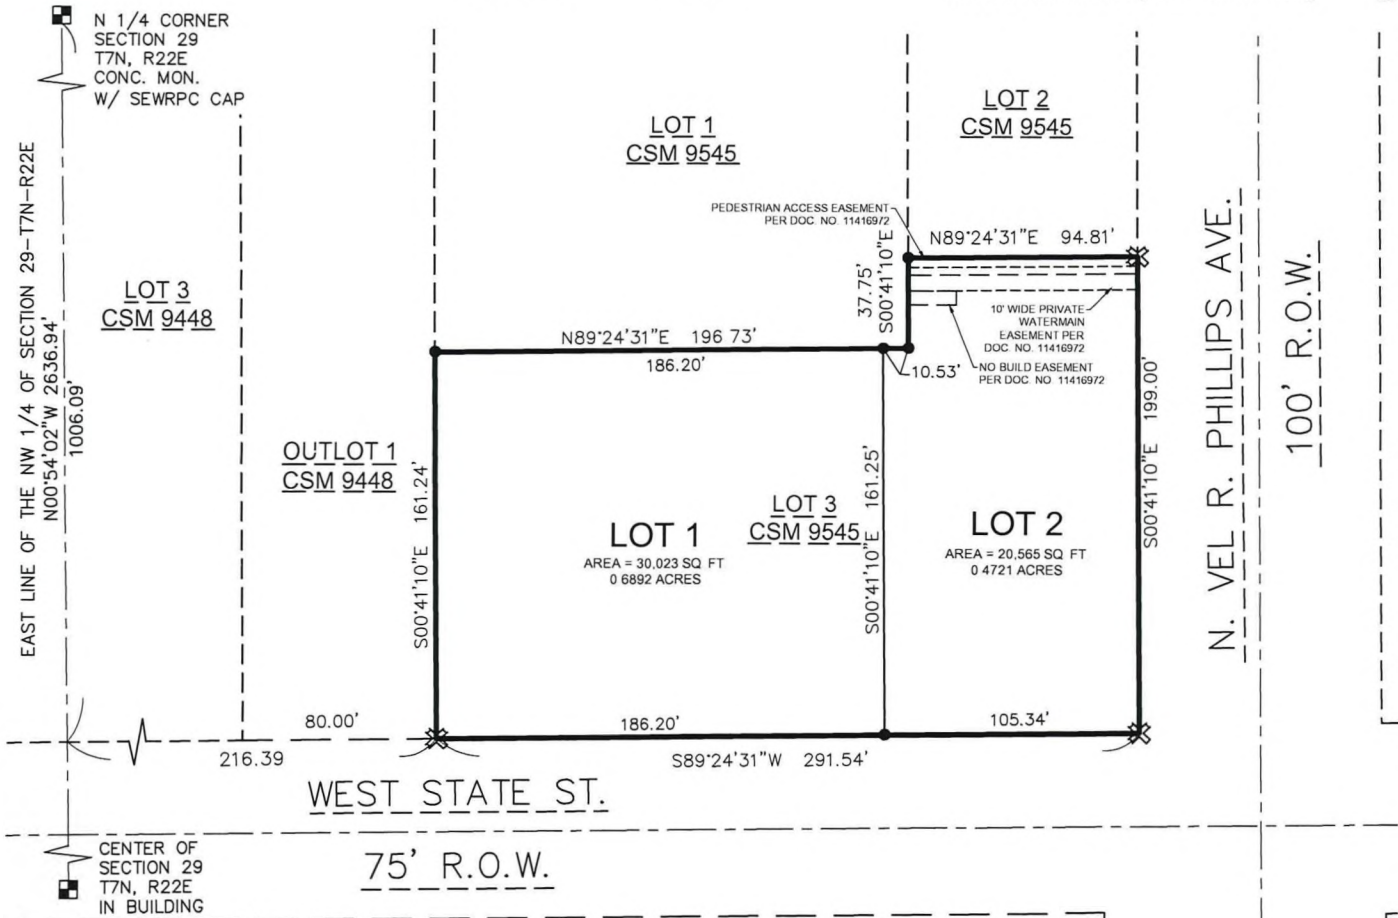 N 1/4 CORNER
SECTION 29
T7N, R22E
CONC. MON.
W/ SEWRPC CAP
EAST LINE OF THE NW 1/4 OF SECTION 29-T7N-R22E
N00°54'02"W 2636.94'
1006.09'
LOT 3
CSM 9448
OUTLOT 1
CSM 9448
LOT 1
CSM 9545
LOT 2
CSM 9545
PEDESTRIAN ACCESS EASEMENT
PER DOC. NO. 11416972
N89°24'31"E 94.81'
37.75'
S00°41'10"E
10' WIDE PRIVATE
WATERMAIN
EASEMENT PER
DOC. NO. 11416972
NO BUILD EASEMENT
PER DOC. NO 11416972
N89°24'31"E 196 73'
186.20'
10.53'
S00°41'10"E 161.24'
LOT 1
AREA = 30,023 SQ FT
0 6892 ACRES
LOT 3
CSM 9545
S00°41'10"E 161.25'
LOT 2
AREA = 20,565 SQ FT
0 4721 ACRES
S00°41'10"E 199.00'
N. VEL R. PHILLIPS AVE.
100' R.O.W.
80.00'
216.39
186.20'
105.34'
S89°24'31"W 291.54'
WEST STATE ST.
75' R.O.W.
CENTER OF
SECTION 29
T7N, R22E
IN BUILDING